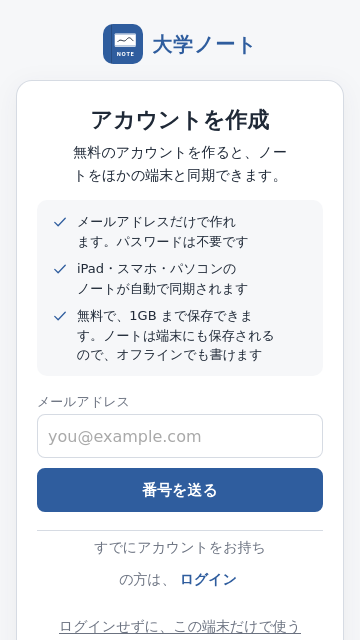 NOTE
大学ノート
アカウントを作成
無料のアカウントを作ると、ノー
トをほかの端末と同期できます。
メールアドレスだけで作れ
ます。パスワードは不要です
iPad・スマホ・パソコンの
ノートが自動で同期されます
無料で、1GB まで保存できま
す。ノートは端末にも保存される
ので、オフラインでも書けます
メールアドレス
you@example.com
番号を送る
すでにアカウントをお持ち
の方は、 ログイン
ログインせずに、この端末だけで使う